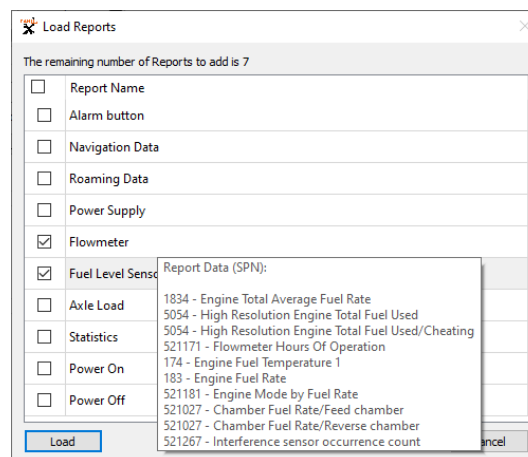 Load Reports
The remaining number of Reports to add is 7
Report Name
Alarm button
Navigation Data
Roaming Data
Power Supply
Flowmeter
Fuel Level
Report Data (SPN):
1834 - Engine Total Average Fuel Rate
5054 - High Resolution Engine Total Fuel Used
5054 - High Resolution Engine Total Fuel Used/Cheating
521171 - Flowmeter Hours Of Operation
174 - Engine Fuel Temperature 1
183 - Engine Fuel Rate
521181 - Engine Mode by Fuel Rate
521027 - Chamber Fuel Rate/Feed chamber
521027 - Chamber Fuel Rate/Reverse chamber
521267 - Interference sensor occurrence count
Axle Load
Statistics
Power On
Power Off
Load